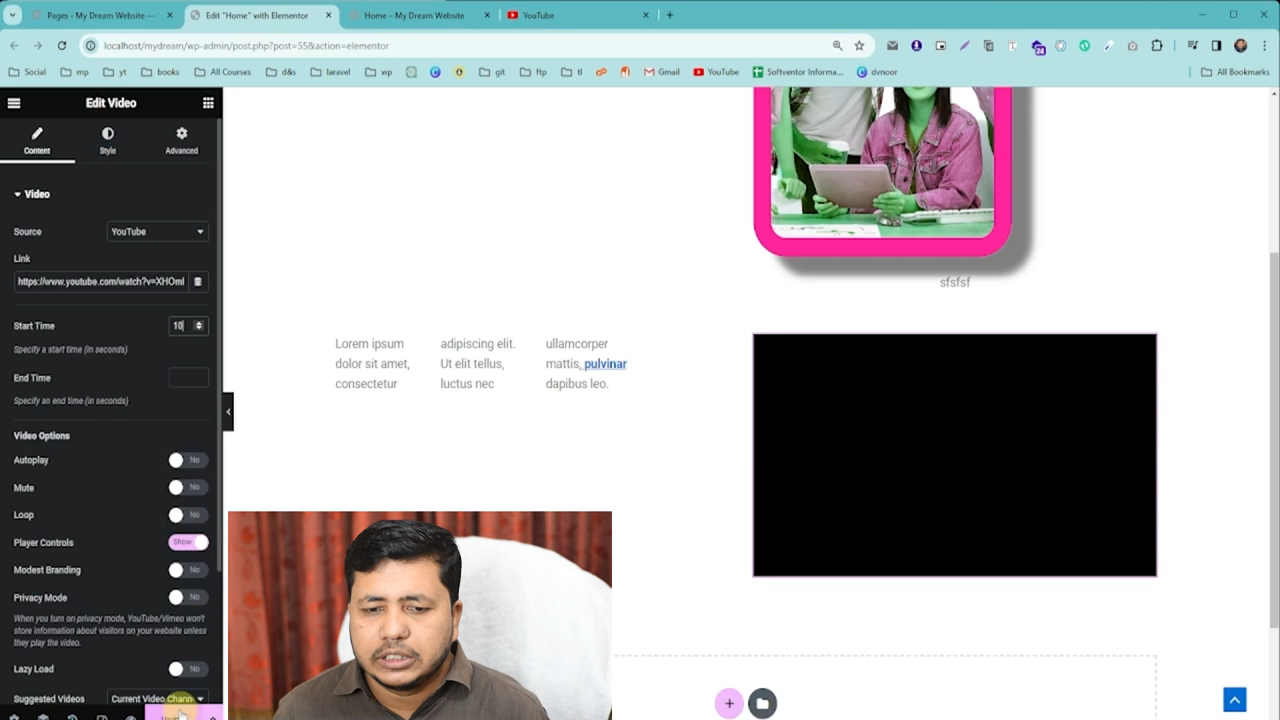 Pages ‹ My Dream Website —
Edit "Home" with Elementor
Home – My Dream Website
YouTube
localhost/mydream/wp-admin/post.php?post=55&action=elementor
24
Social
mp
yt
books
All Courses
d&s
laravel
wp
git
ftp
tl
Gmail
YouTube
Softventor Informa...
dvnoor
All Bookmarks
Edit Video
Content
Style
Advanced
Video
Source
YouTube
Link
https://www.youtube.com/watch?v=XHOml
Start Time
10
Specify a start time (in seconds)
End Time
Specify an end time (in seconds)
Video Options
Autoplay
No
Mute
No
Loop
No
Player Controls
Show
Modest Branding
No
Privacy Mode
No
When you turn on privacy mode, YouTube/Vimeo won't
store information about visitors on your website unless
they play the video.
Lazy Load
No
Suggested Videos
Current Video Chann
sfsfsf
Lorem ipsum
dolor sit amet,
consectetur
adipiscing elit.
Ut elit tellus,
luctus nec
ullamcorper
mattis, pulvinar
dapibus leo.